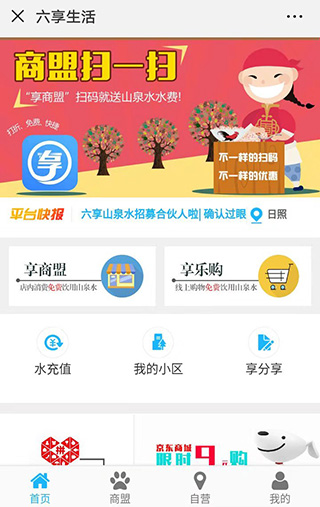 六享生活
商盟扫一扫
“享商盟”扫码就送山泉水水费!
打折、免费、快捷
享
不一样的扫码
不一样的优惠
平台快报
六享山泉水招募合伙人啦| 确认过眼
日照
享商盟
店内消费免费饮用山泉水
享乐购
线上购物免费饮用山泉水
水充值
我的小区
享分享
拼
京东商城
限时9元购
首页
商盟
自营
我的